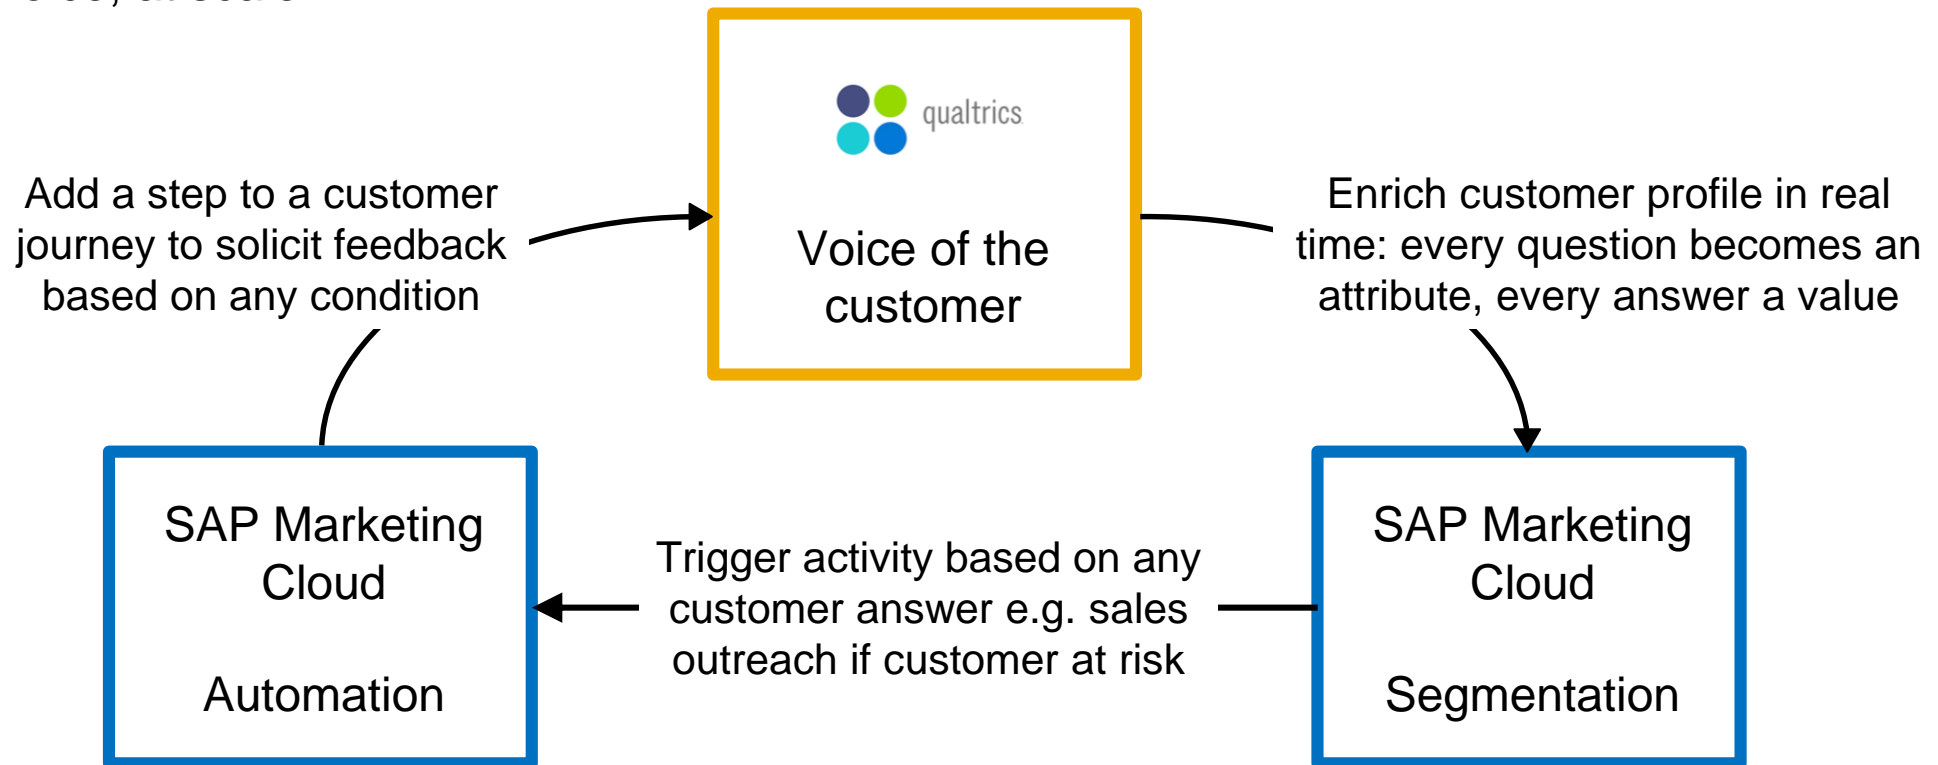 qualtrics
Voice of the
customer
Add a step to a customer
journey to solicit feedback
based on any condition
Enrich customer profile in real
time: every question becomes an
attribute, every answer a value
SAP Marketing
Cloud
Automation
Trigger activity based on any
customer answer e.g. sales
outreach if customer at risk
SAP Marketing
Cloud
Segmentation